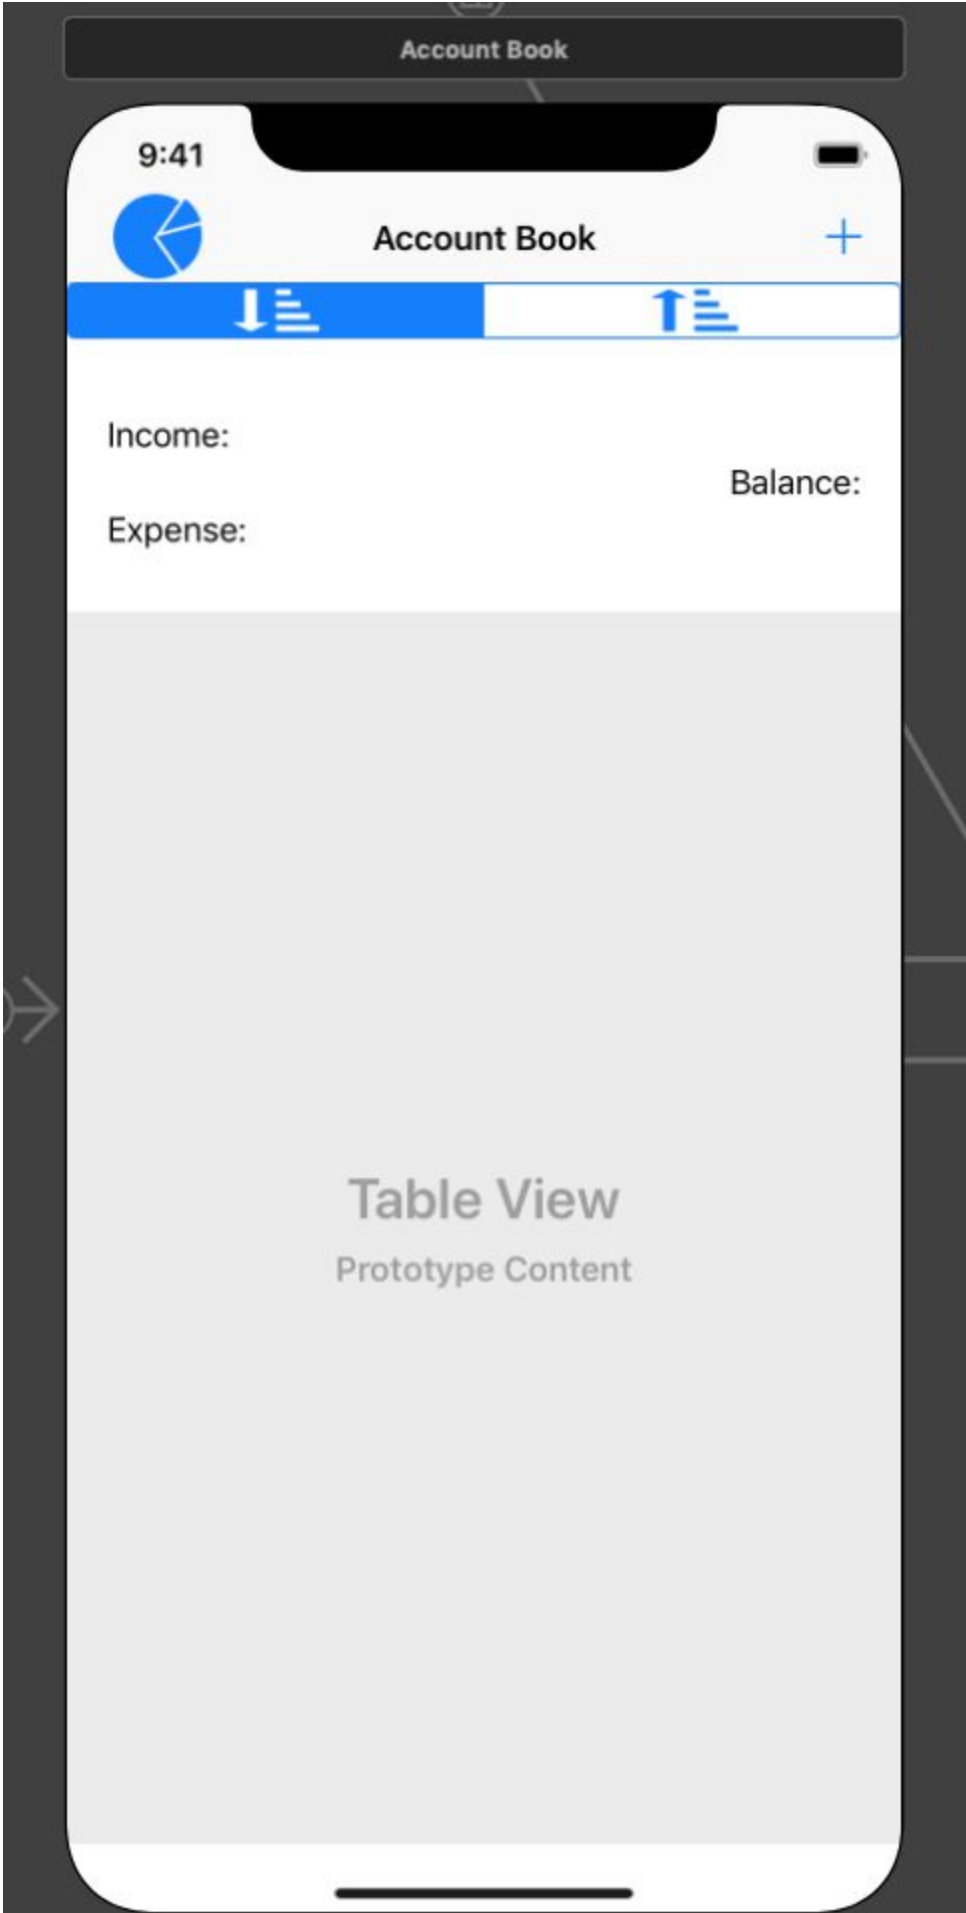 Account Book
9:41
Account Book
Income:
Balance:
Expense:
Table View
Prototype Content